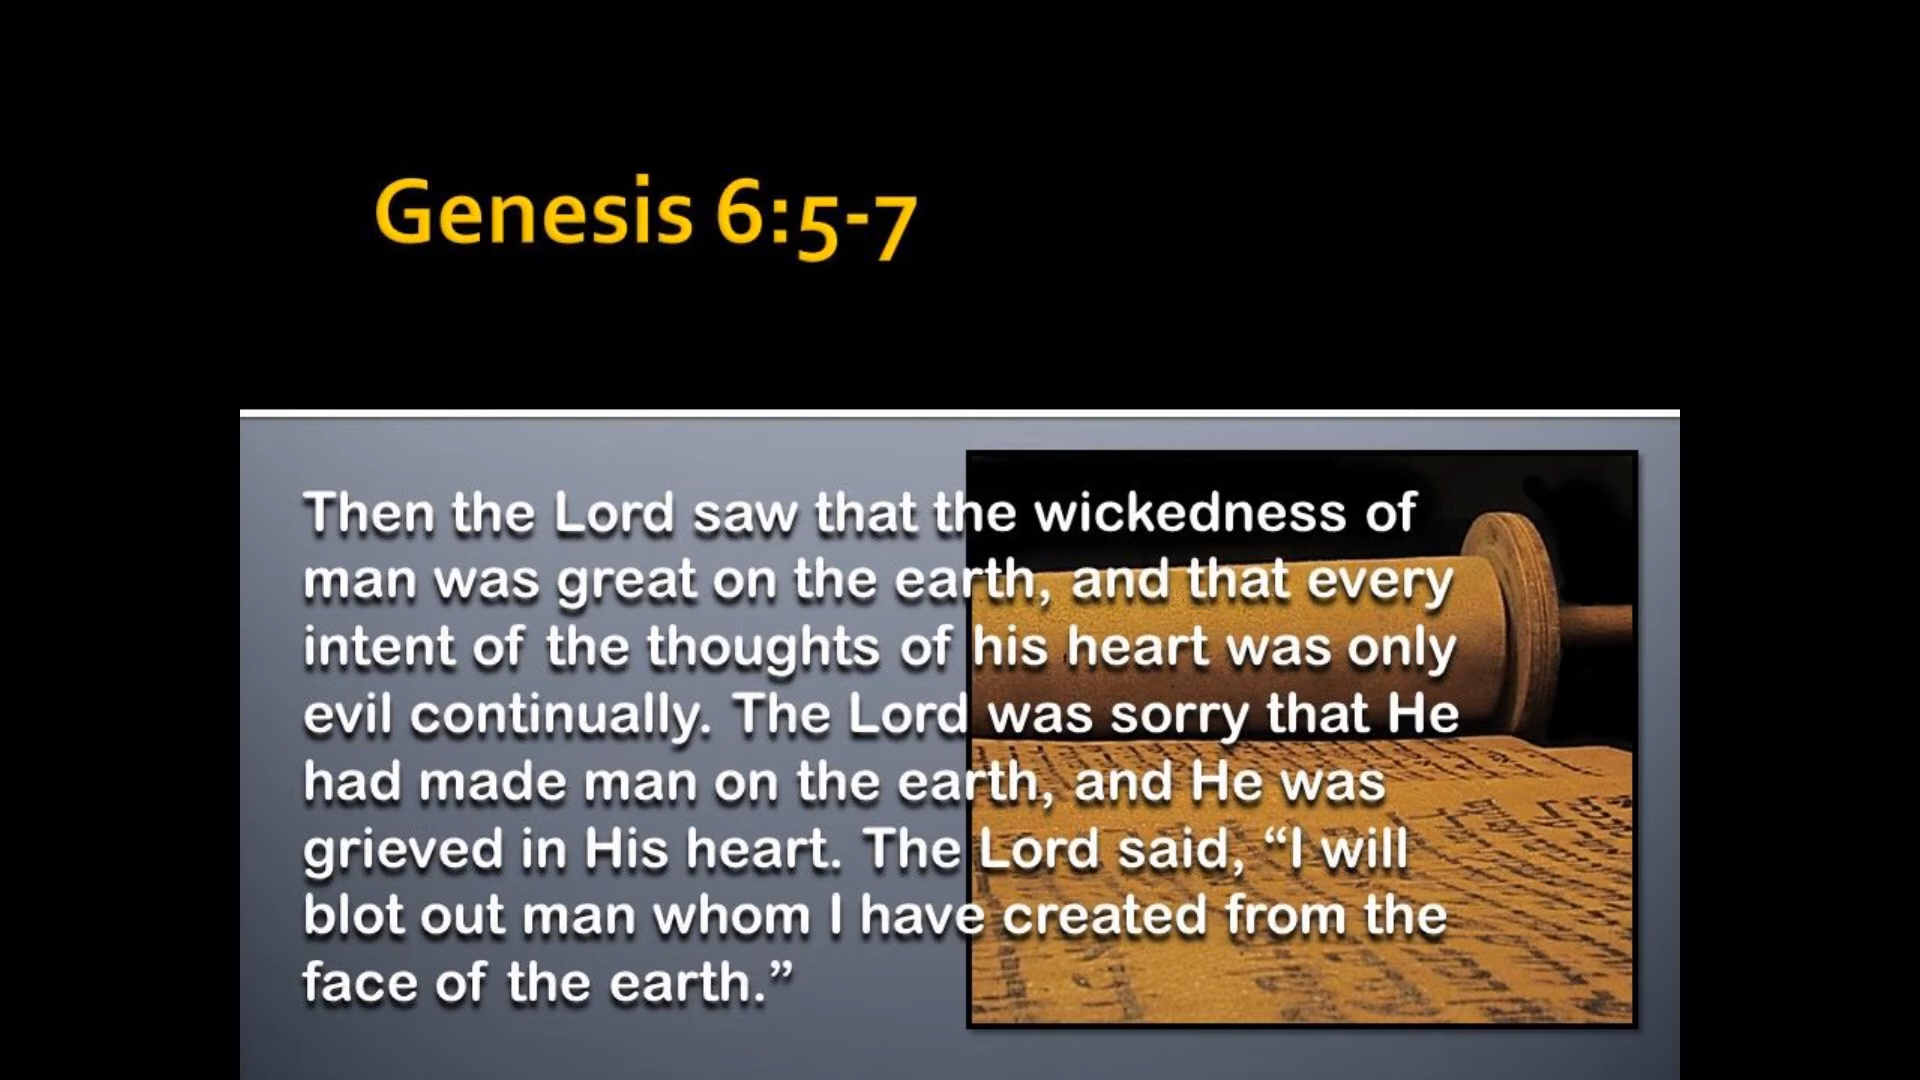 Genesis 6:5-7
Then the Lord saw that the wickedness of
man was great on the earth, and that every
intent of the thoughts of his heart was only
evil continually. The Lord was sorry that He
had made man on the earth, and He was
grieved in His heart. The Lord said, “I will
blot out man whom I have created from the
face of the earth.”